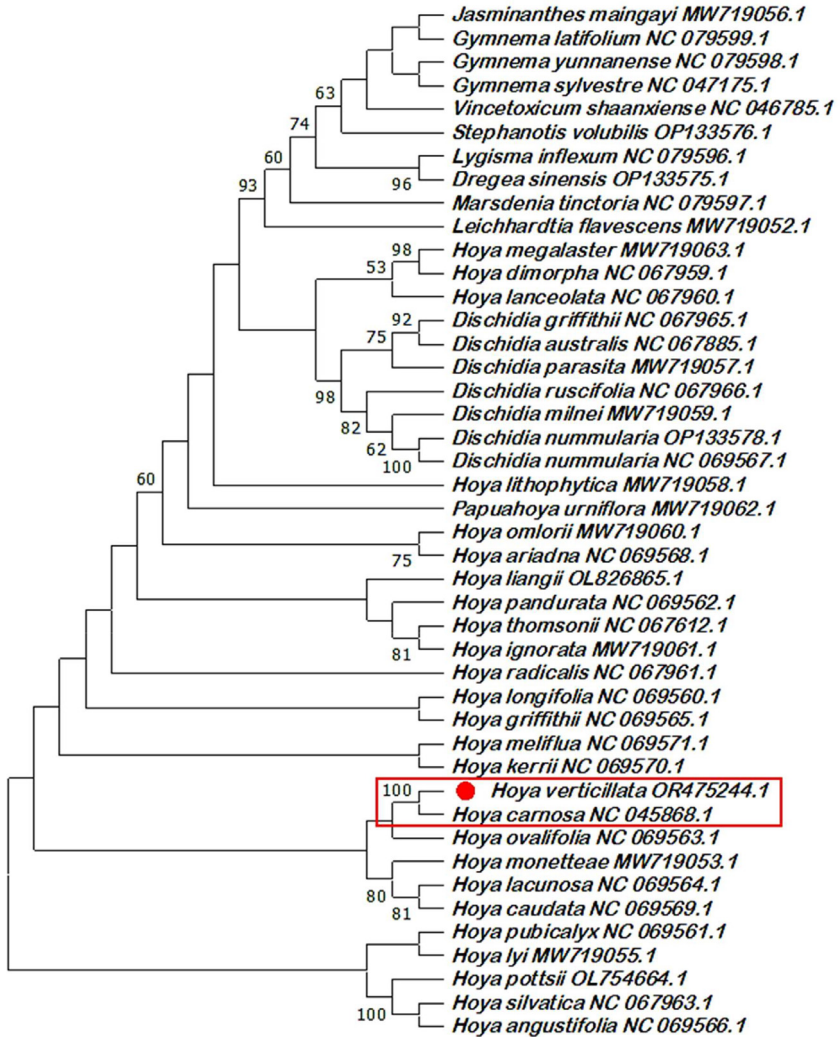 Jasminanthes maingayi MW719056.1
Gymnema latifolium NC 079599.1
Gymnema yunnanense NC 079598.1
Gymnema sylvestre NC 047175.1
63
Vincetoxicum shaanxiense NC 046785.1
74
Stephanotis volubilis OP133576.1
60
Lygisma inflexum NC 079596.1
96
Dregea sinensis OP133575.1
93
Marsdenia tinctoria NC 079597.1
Leichhardtia flavescens MW719052.1
98
Hoya megalaster MW719063.1
53
Hoya dimorpha NC 067959.1
Hoya lanceolata NC 067960.1
92
Dischidia griffithii NC 067965.1
75
Dischidia australis NC 067885.1
Dischidia parasita MW719057.1
98
Dischidia ruscifolia NC 067966.1
82
Dischidia milnei MW719059.1
62
Dischidia nummularia OP133578.1
100
Dischidia nummularia NC 069567.1
60
Hoya lithophytica MW719058.1
Papuahoya urniflora MW719062.1
Hoya omlorii MW719060.1
75
Hoya ariadna NC 069568.1
Hoya liangii OL826865.1
Hoya pandurata NC 069562.1
Hoya thomsonii NC 067612.1
81
Hoya ignorata MW719061.1
Hoya radicalis NC 067961.1
Hoya longifolia NC 069560.1
Hoya griffithii NC 069565.1
Hoya meliflua NC 069571.1
Hoya kerrii NC 069570.1
100
Hoya verticillata OR475244.1
Hoya carnosa NC 045868.1
Hoya ovalifolia NC 069563.1
Hoya monetteae MW719053.1
80
Hoya lacunosa NC 069564.1
81
Hoya caudata NC 069569.1
Hoya pubicalyx NC 069561.1
Hoya lyi MW719055.1
Hoya pottsii OL754664.1
Hoya silvatica NC 067963.1
100
Hoya angustifolia NC 069566.1